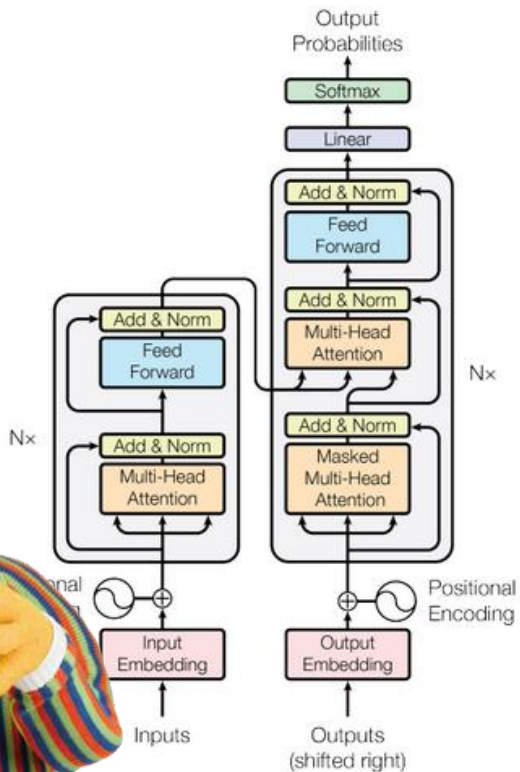 Output
Probabilities
Softmax
Linear
Add & Norm
Feed
Forward
Add & Norm
Multi-Head
Attention
Nx
Add & Norm
Masked
Multi-Head
Attention
Positional
Encoding
Output
Embedding
Outputs
(shifted right)
Add & Norm
Feed
Forward
Nx
Add & Norm
Multi-Head
Attention
Input
Embedding
Inputs